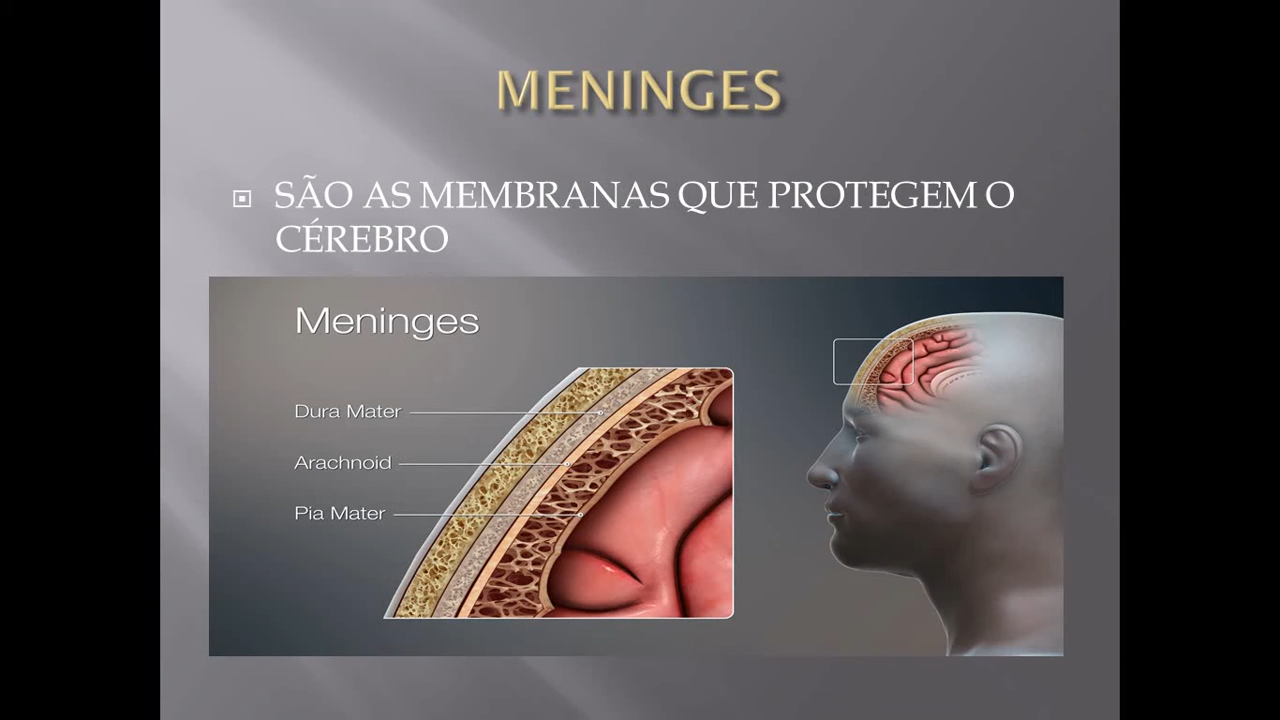 MENINGES
SÃO AS MEMBRANAS QUE PROTEGEM O
CÉREBRO
Meninges
Dura Mater
Arachnoid
Pia Mater